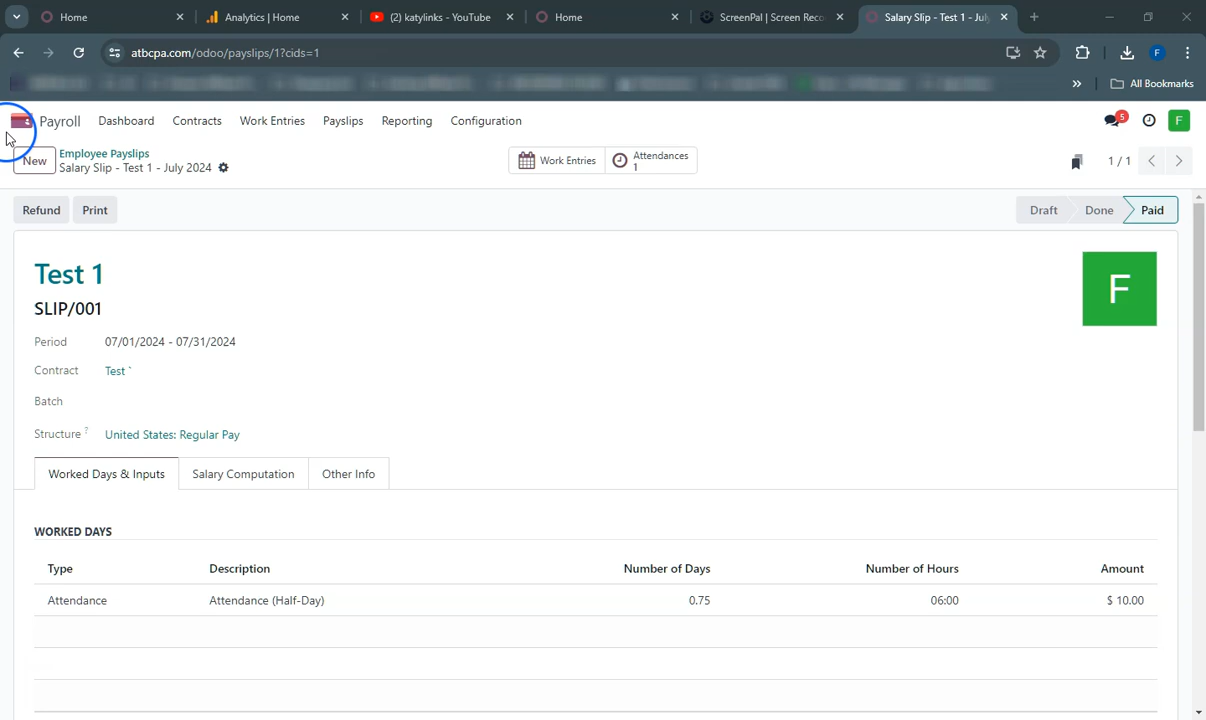 Home
Analytics | Home
(2) katylinks - YouTube
Home
ScreenPal | Screen Reco
Salary Slip - Test 1 - Jul
atbcpa.com/odoo/payslips/1?cids=1
F
All Bookmarks
Payroll Dashboard Contracts Work Entries Payslips Reporting Configuration
5
F
New
Employee Payslips
Salary Slip - Test 1 - July 2024
Work Entries
Attendances
1
1 / 1
Refund Print
Draft Done Paid
Test 1
F
SLIP/001
Period 07/01/2024 - 07/31/2024
Contract Test `
Batch
Structure ? United States: Regular Pay
Worked Days & Inputs Salary Computation Other Info
WORKED DAYS
Type Description Number of Days Number of Hours Amount
Attendance Attendance (Half-Day) 0.75 06:00 $ 10.00